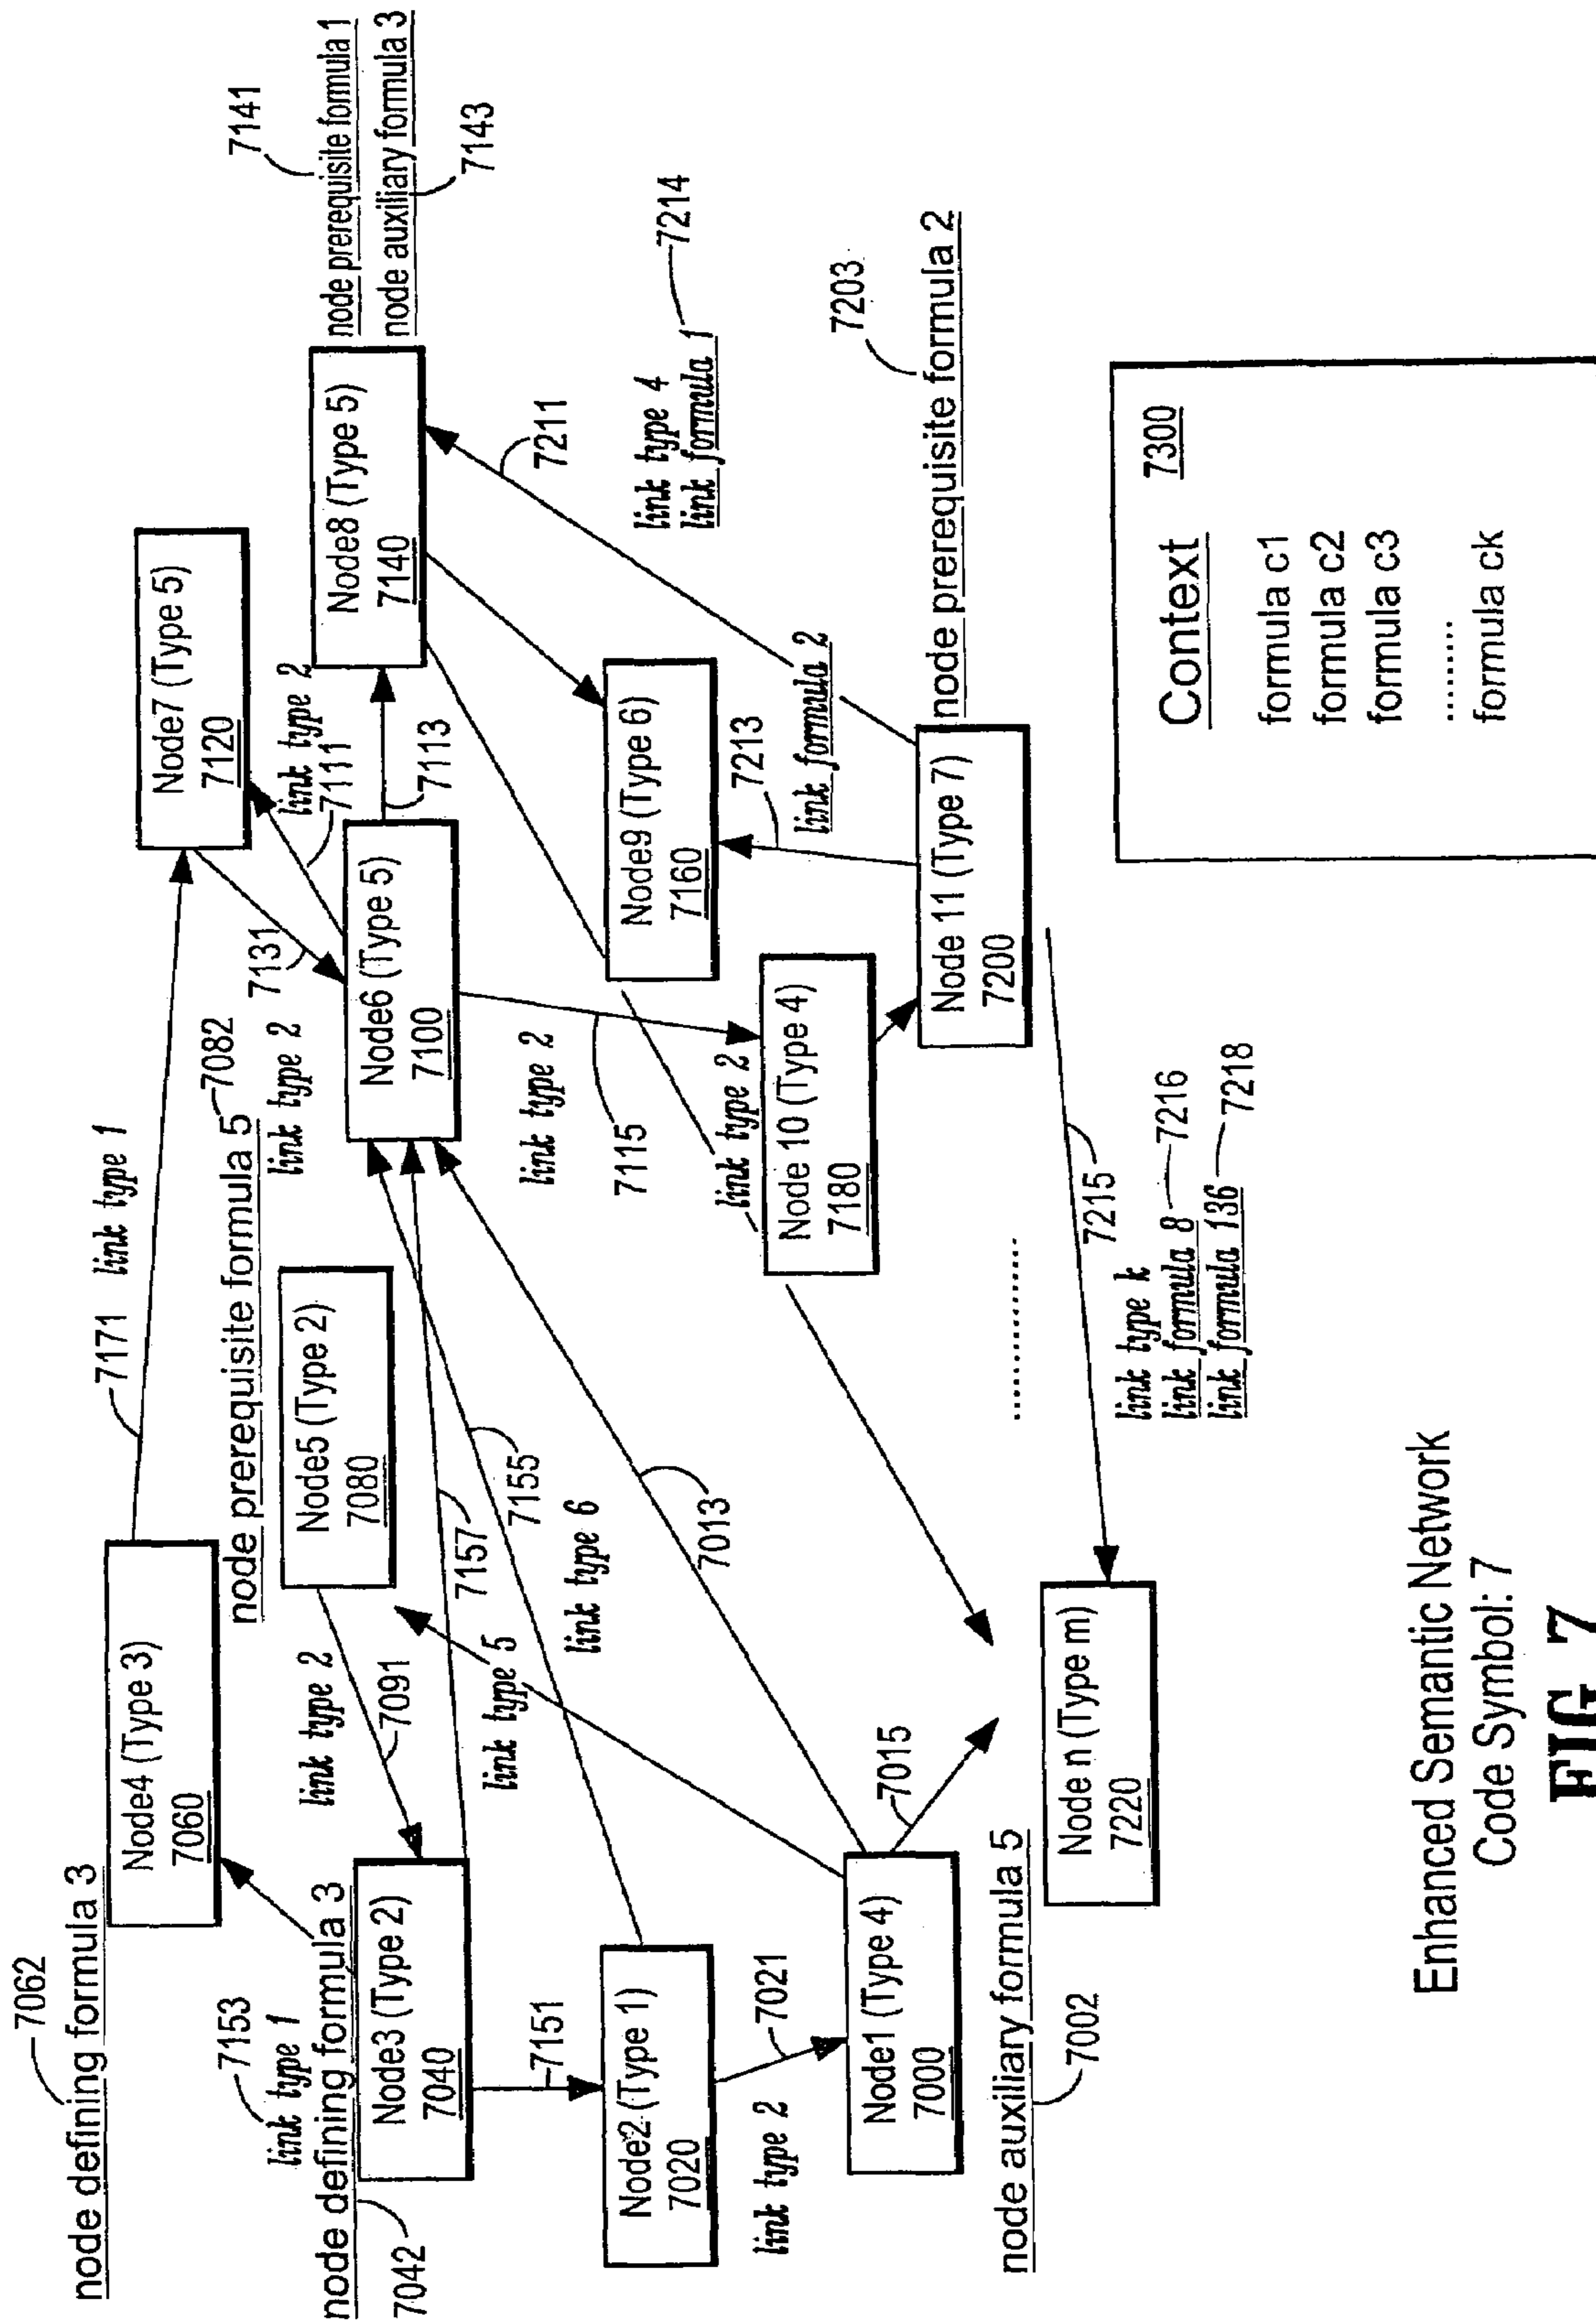 7062
node defining formula 3
Node4 (Type 3)
7060
7171
link type 1
Node7 (Type 5)
7120
7153
link type 1
node defining formula 3
7042
Node3 (Type 2)
7040
link type 2
7091
node prerequisite formula 5
7082
Node5 (Type 2)
7080
link type 2
7131
link type 2
7111
Node6 (Type 5)
7100
7113
Node8 (Type 5)
7140
7141
node prerequisite formula 1
node auxiliary formula 3
7143
7151
7157
link type 5
7155
link type 6
link type 2
7115
Node2 (Type 1)
7020
7021
link type 2
7013
Node9 (Type 6)
7160
7211
link type 4
link formula 1
7214
link type 2
Node 10 (Type 4)
7180
7213
link formula 2
7203
node prerequisite formula 2
Node1 (Type 4)
7000
7015
Node 11 (Type 7)
7200
node auxiliary formula 5
7002
............
Node n (Type m)
7220
7215
link type k
link formula 8
7216
link formula 136
7218
Context
7300
formula c1
formula c2
formula c3
........
formula ck
Enhanced Semantic Network
Code Symbol: 7
FIG 7